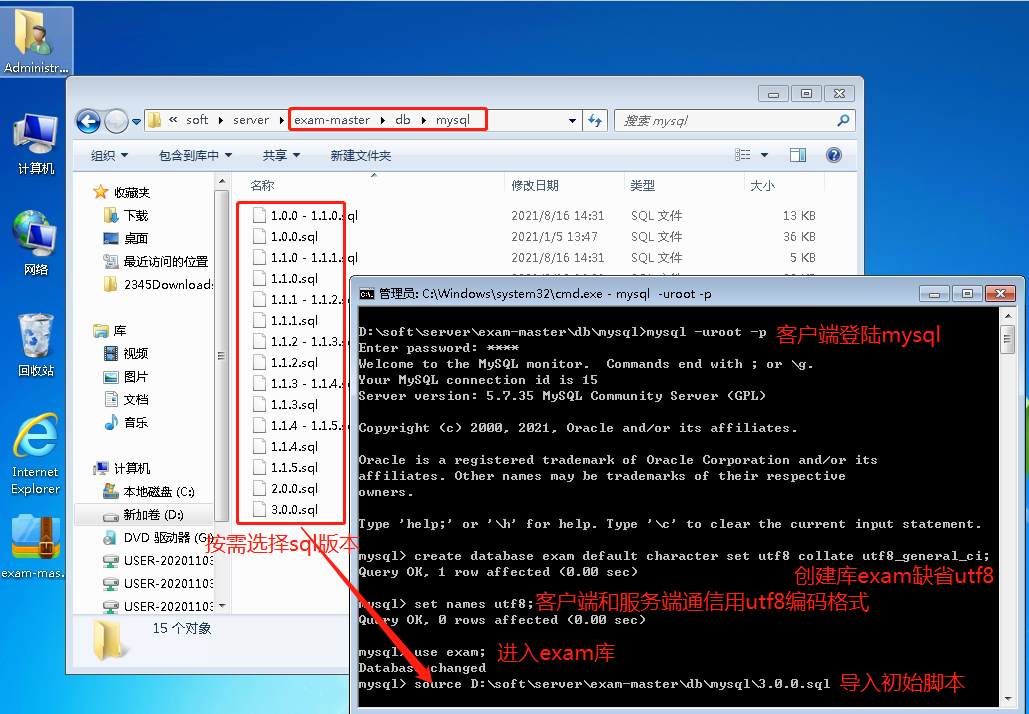 Administr...
计算机
网络
回收站
Internet
Explorer
exam-mas.
« soft server exam-master db mysql
搜索 mysql
组织 包含到库中 共享 新建文件夹
收藏夹
下载
桌面
最近访问的位置
2345Downloads
库
视频
图片
文档
音乐
计算机
本地磁盘 (C:)
新加卷 (D:)
DVD 驱动器 (G
USER-20201103
USER-20201103
USER-20201103
名称 修改日期 类型 大小
1.0.0 - 1.1.0.sql 2021/8/16 14:31 SQL 文件 13 KB
1.0.0.sql 2021/1/5 13:47 SQL 文件 36 KB
1.1.0 - 1.1.1.sql 2021/8/16 14:31 SQL 文件 5 KB
1.1.0.sql
1.1.1 - 1.1.2.s
1.1.1.sql
1.1.2 - 1.1.3.s
1.1.2.sql
1.1.3 - 1.1.4.s
1.1.3.sql
1.1.4 - 1.1.5.s
1.1.4.sql
1.1.5.sql
2.0.0.sql
3.0.0.sql
按需选择sql版本
15 个对象
管理员: C:\Windows\system32\cmd.exe - mysql -uroot -p
D:\soft\server\exam-master\db\mysql>mysql -uroot -p 客户端登陆mysql
Enter password: ****
Welcome to the MySQL monitor. Commands end with ; or \g.
Your MySQL connection id is 15
Server version: 5.7.35 MySQL Community Server (GPL)
Copyright (c) 2000, 2021, Oracle and/or its affiliates.
Oracle is a registered trademark of Oracle Corporation and/or its
affiliates. Other names may be trademarks of their respective
owners.
Type 'help;' or '\h' for help. Type '\c' to clear the current input statement.
mysql> create database exam default character set utf8 collate utf8_general_ci;
Query OK, 1 row affected (0.00 sec)
创建库exam缺省utf8
mysql> set names utf8;客户端和服务端通信用utf8编码格式
Query OK, 0 rows affected (0.00 sec)
mysql> use exam; 进入exam库
Database changed
mysql> source D:\soft\server\exam-master\db\mysql\3.0.0.sql 导入初始脚本